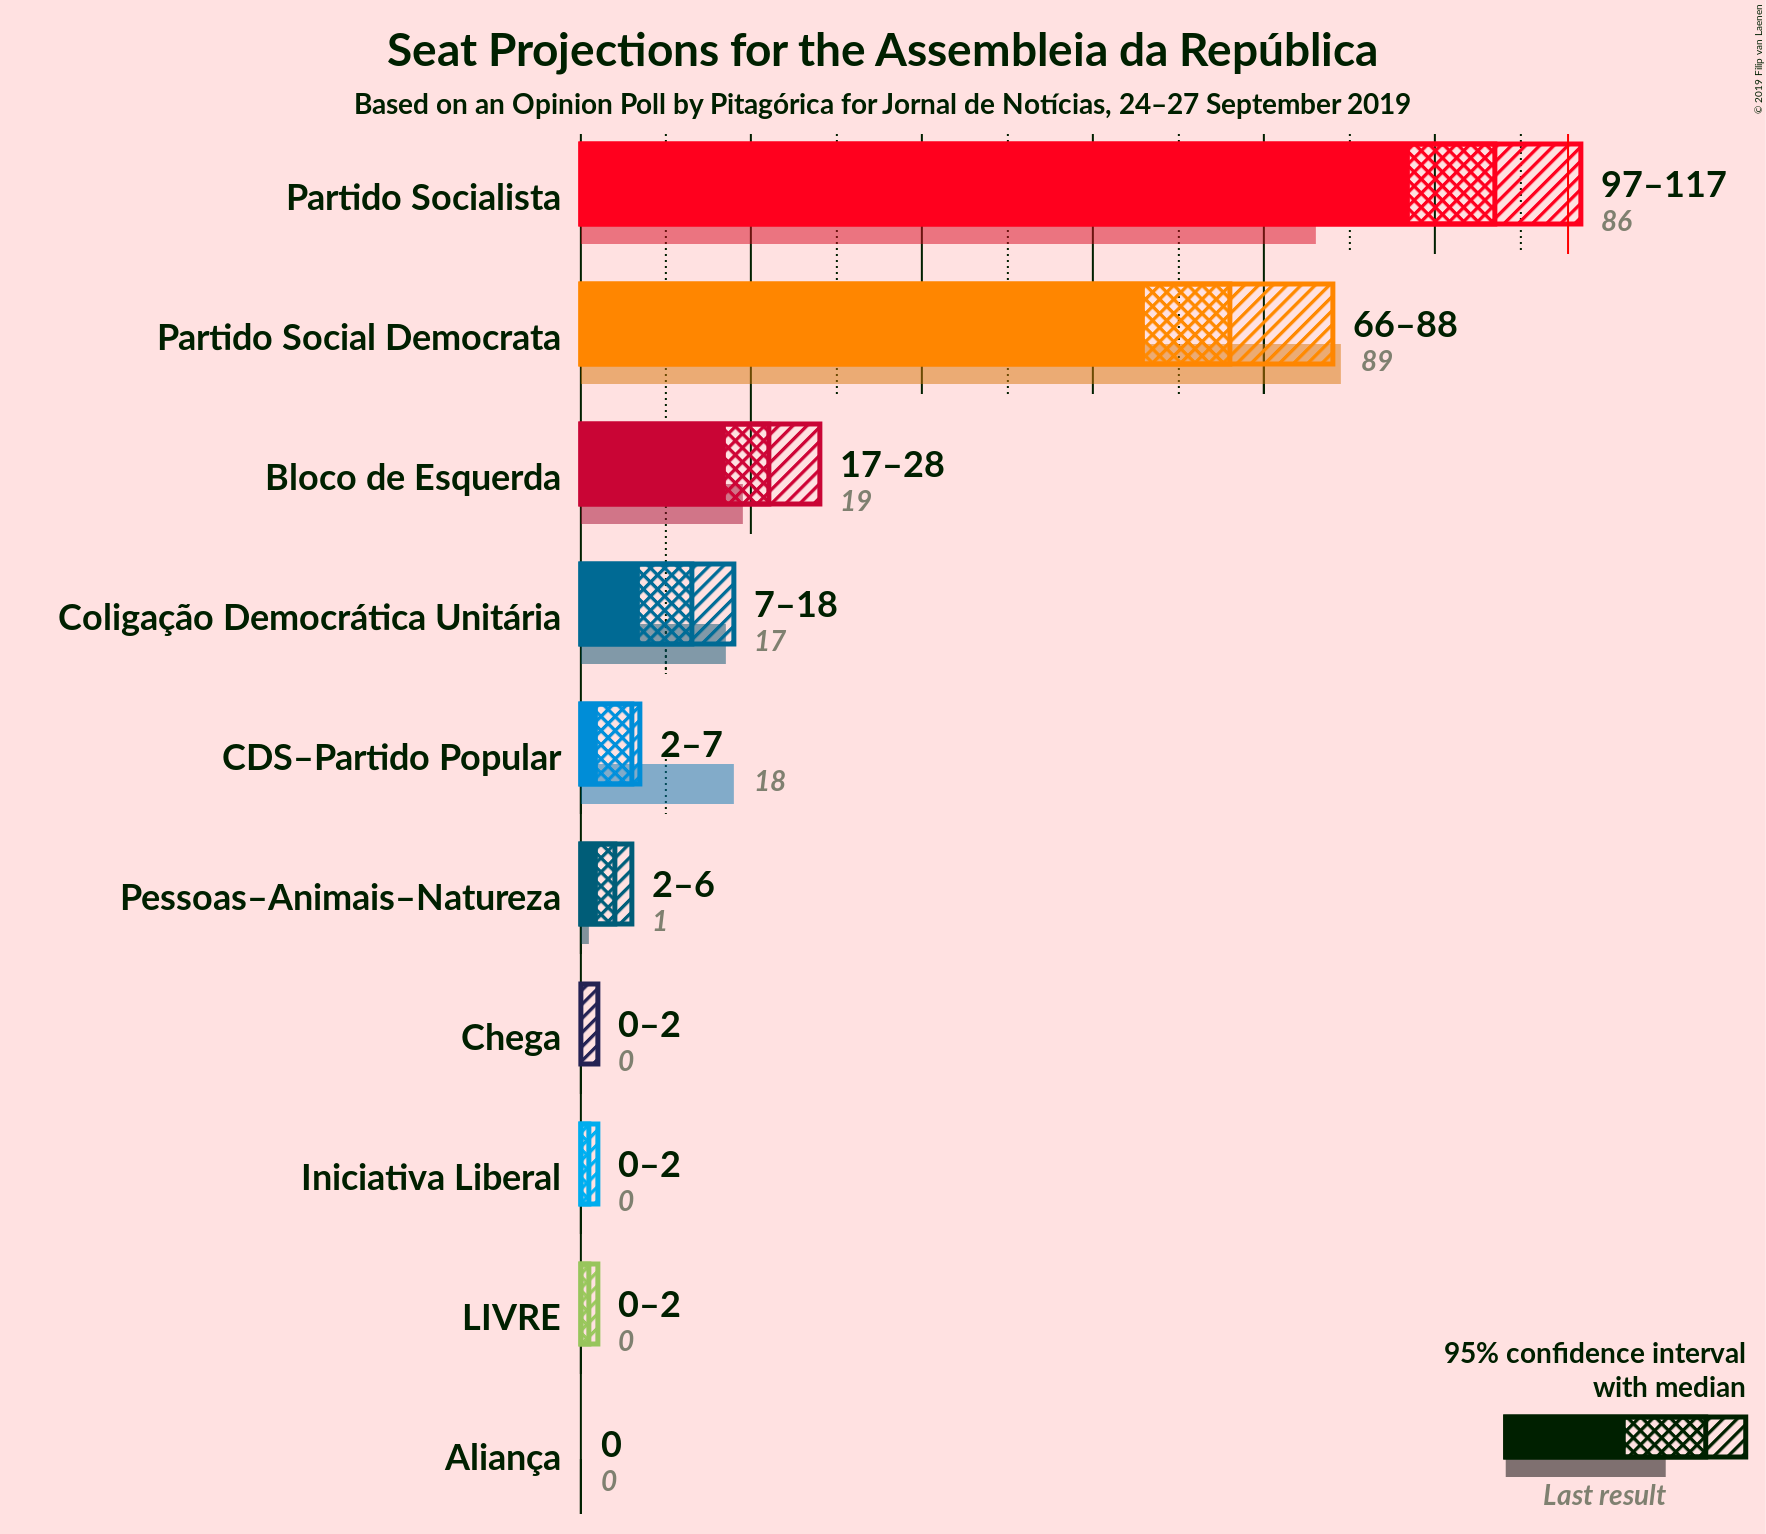 Seat Projections for the Assembleia da República
Based on an Opinion Poll by Pitagórica for Jornal de Notícias, 24–27 September 2019
© 2019 Filip van Laenen
Partido Socialista
97–117
86
Partido Social Democrata
66–88
89
Bloco de Esquerda
17–28
19
Coligação Democrática Unitária
7–18
17
CDS–Partido Popular
2–7
18
Pessoas–Animais–Natureza
2–6
1
Chega
0–2
0
Iniciativa Liberal
0–2
0
LIVRE
0–2
0
Aliança
0
0
95% confidence interval
with median
Last result